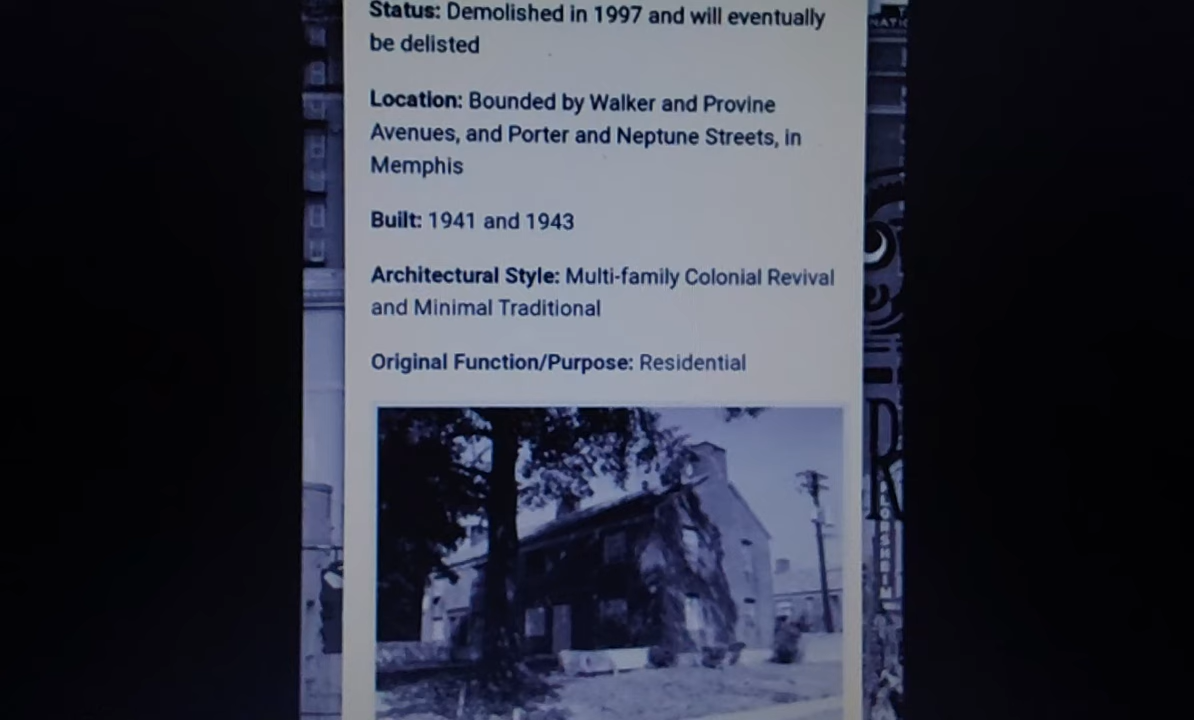 Status: Demolished in 1997 and will eventually
be delisted
Location: Bounded by Walker and Provine
Avenues, and Porter and Neptune Streets, in
Memphis
Built: 1941 and 1943
Architectural Style: Multi-family Colonial Revival
and Minimal Traditional
Original Function/Purpose: Residential
R
FLORSHEIM